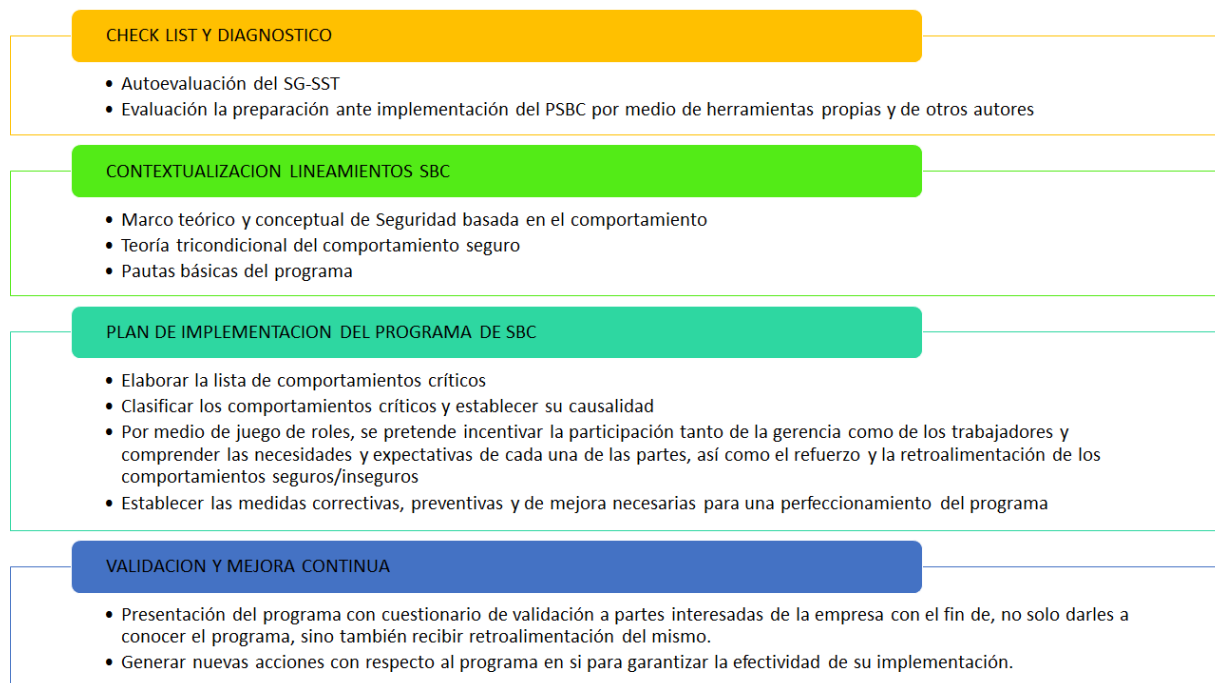 CHECK LIST Y DIAGNOSTICO
• Autoevaluación del SG-SST
• Evaluación la preparación ante implementación del PSBC por medio de herramientas propias y de otros autores
CONTEXTUALIZACION LINEAMIENTOS SBC
• Marco teórico y conceptual de Seguridad basada en el comportamiento
• Teoría tricondicional del comportamiento seguro
• Pautas básicas del programa
PLAN DE IMPLEMENTACION DEL PROGRAMA DE SBC
• Elaborar la lista de comportamientos críticos
• Clasificar los comportamientos críticos y establecer su causalidad
• Por medio de juego de roles, se pretende incentivar la participación tanto de la gerencia como de los trabajadores y
comprender las necesidades y expectativas de cada una de las partes, así como el refuerzo y la retroalimentación de los
comportamientos seguros/inseguros
• Establecer las medidas correctivas, preventivas y de mejora necesarias para una perfeccionamiento del programa
VALIDACION Y MEJORA CONTINUA
• Presentación del programa con cuestionario de validación a partes interesadas de la empresa con el fin de, no solo darles a
conocer el programa, sino también recibir retroalimentación del mismo.
• Generar nuevas acciones con respecto al programa en si para garantizar la efectividad de su implementación.